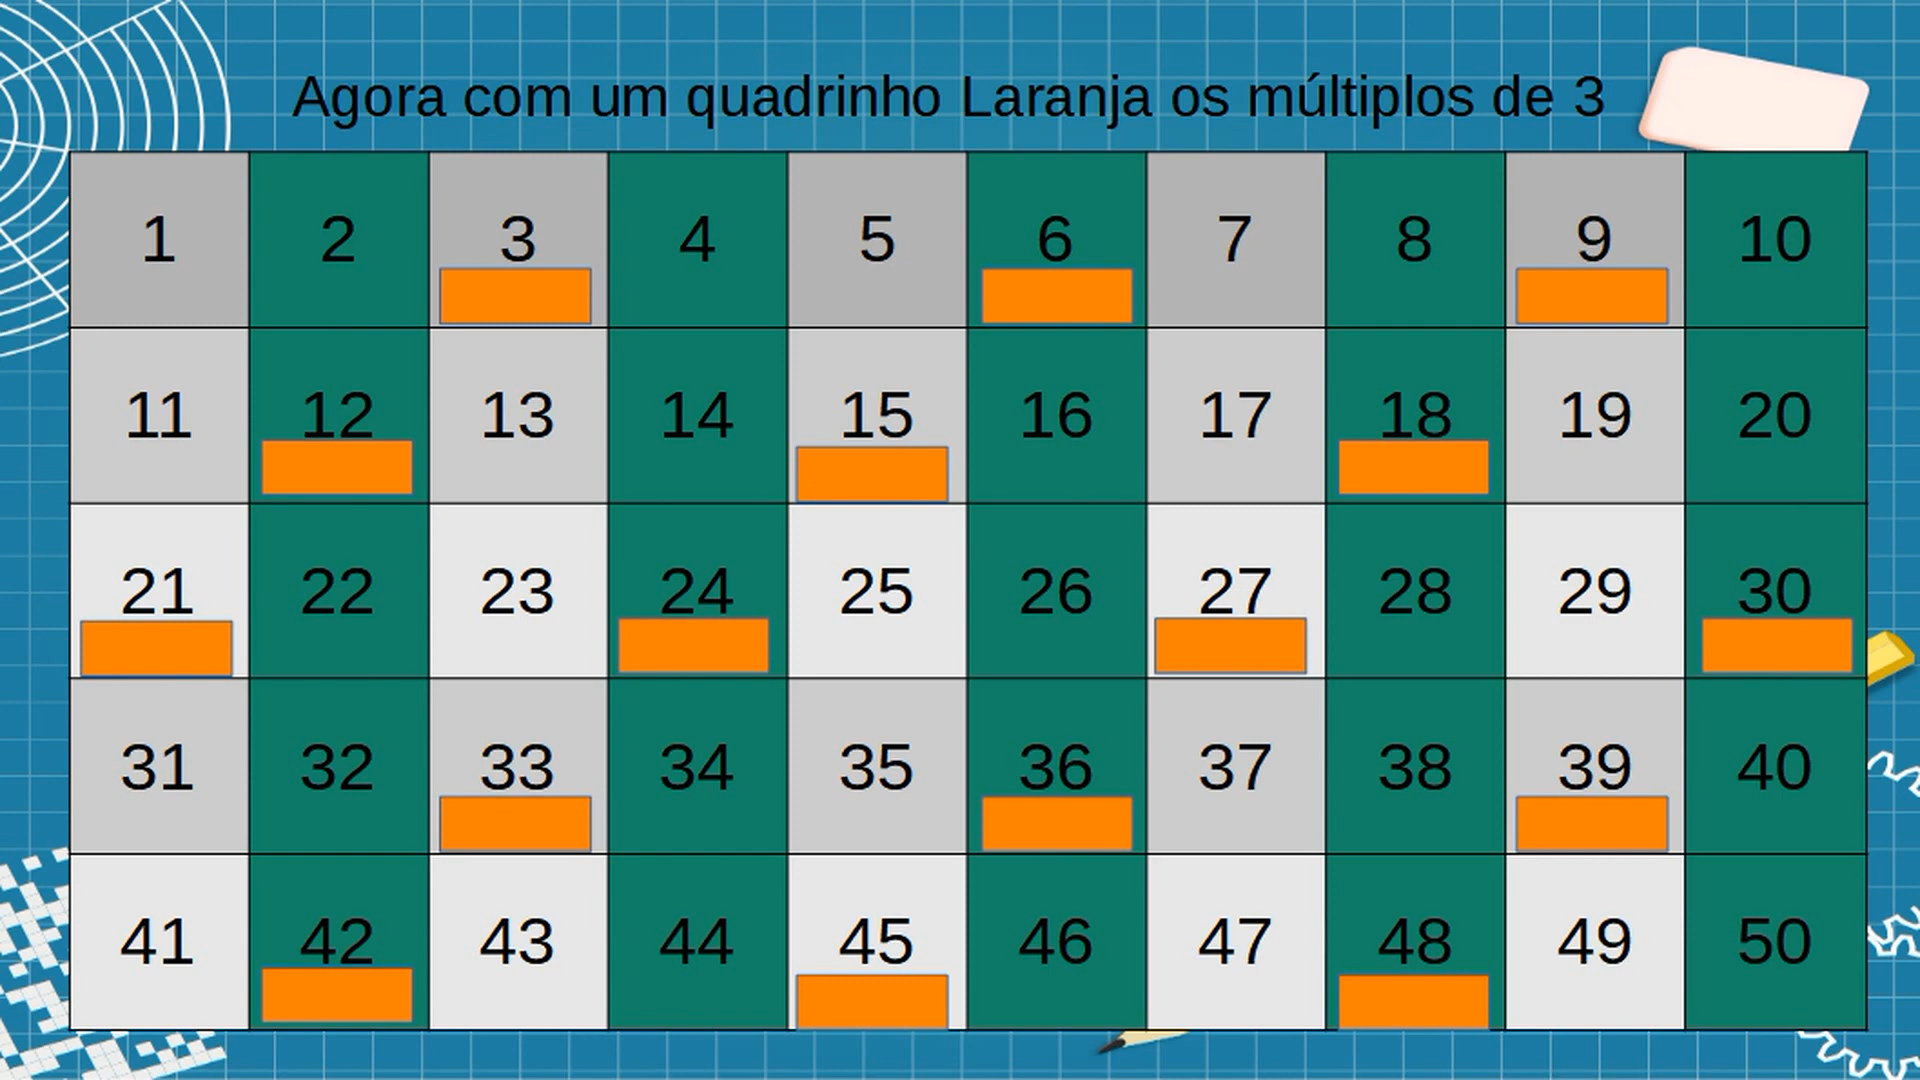 Agora com um quadrinho Laranja os múltiplos de 3
1 2 3 4 5 6 7 8 9 10
11 12 13 14 15 16 17 18 19 20
21 22 23 24 25 26 27 28 29 30
31 32 33 34 35 36 37 38 39 40
41 42 43 44 45 46 47 48 49 50